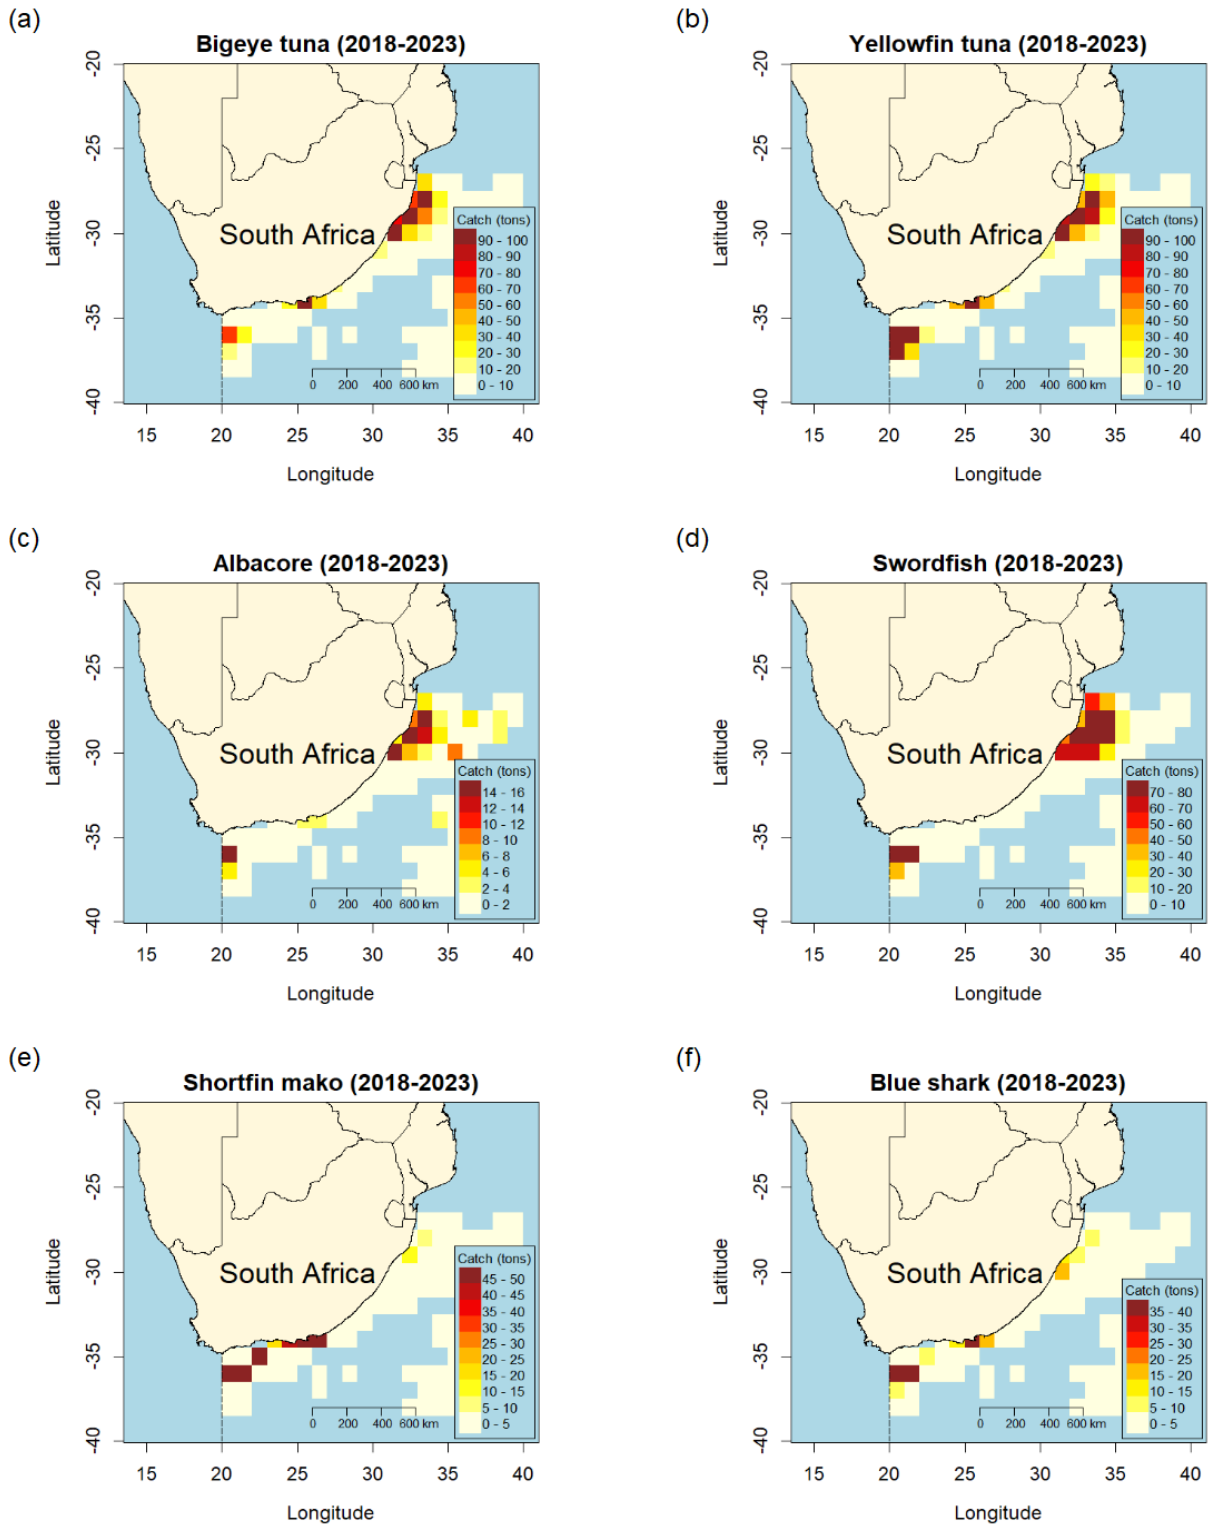 (a)
Bigeye tuna (2018-2023)
-20
-25
-30
-35
-40
Latitude
South Africa
Catch (tons)
90 - 100
80 - 90
70 - 80
60 - 70
50 - 60
40 - 50
30 - 40
20 - 30
10 - 20
0 - 10
0 200 400 600 km
15 20 25 30 35 40
Longitude
(b)
Yellowfin tuna (2018-2023)
-20
-25
-30
-35
-40
Latitude
South Africa
Catch (tons)
90 - 100
80 - 90
70 - 80
60 - 70
50 - 60
40 - 50
30 - 40
20 - 30
10 - 20
0 - 10
0 200 400 600 km
15 20 25 30 35 40
Longitude
(c)
Albacore (2018-2023)
-20
-25
-30
-35
-40
Latitude
South Africa
Catch (tons)
14 - 16
12 - 14
10 - 12
8 - 10
6 - 8
4 - 6
2 - 4
0 - 2
0 200 400 600 km
15 20 25 30 35 40
Longitude
(d)
Swordfish (2018-2023)
-20
-25
-30
-35
-40
Latitude
South Africa
Catch (tons)
70 - 80
60 - 70
50 - 60
40 - 50
30 - 40
20 - 30
10 - 20
0 - 10
0 200 400 600 km
15 20 25 30 35 40
Longitude
(e)
Shortfin mako (2018-2023)
-20
-25
-30
-35
-40
Latitude
South Africa
Catch (tons)
45 - 50
40 - 45
35 - 40
30 - 35
25 - 30
20 - 25
15 - 20
10 - 15
5 - 10
0 - 5
0 200 400 600 km
15 20 25 30 35 40
Longitude
(f)
Blue shark (2018-2023)
-20
-25
-30
-35
-40
Latitude
South Africa
Catch (tons)
35 - 40
30 - 35
25 - 30
20 - 25
15 - 20
10 - 15
5 - 10
0 - 5
0 200 400 600 km
15 20 25 30 35 40
Longitude